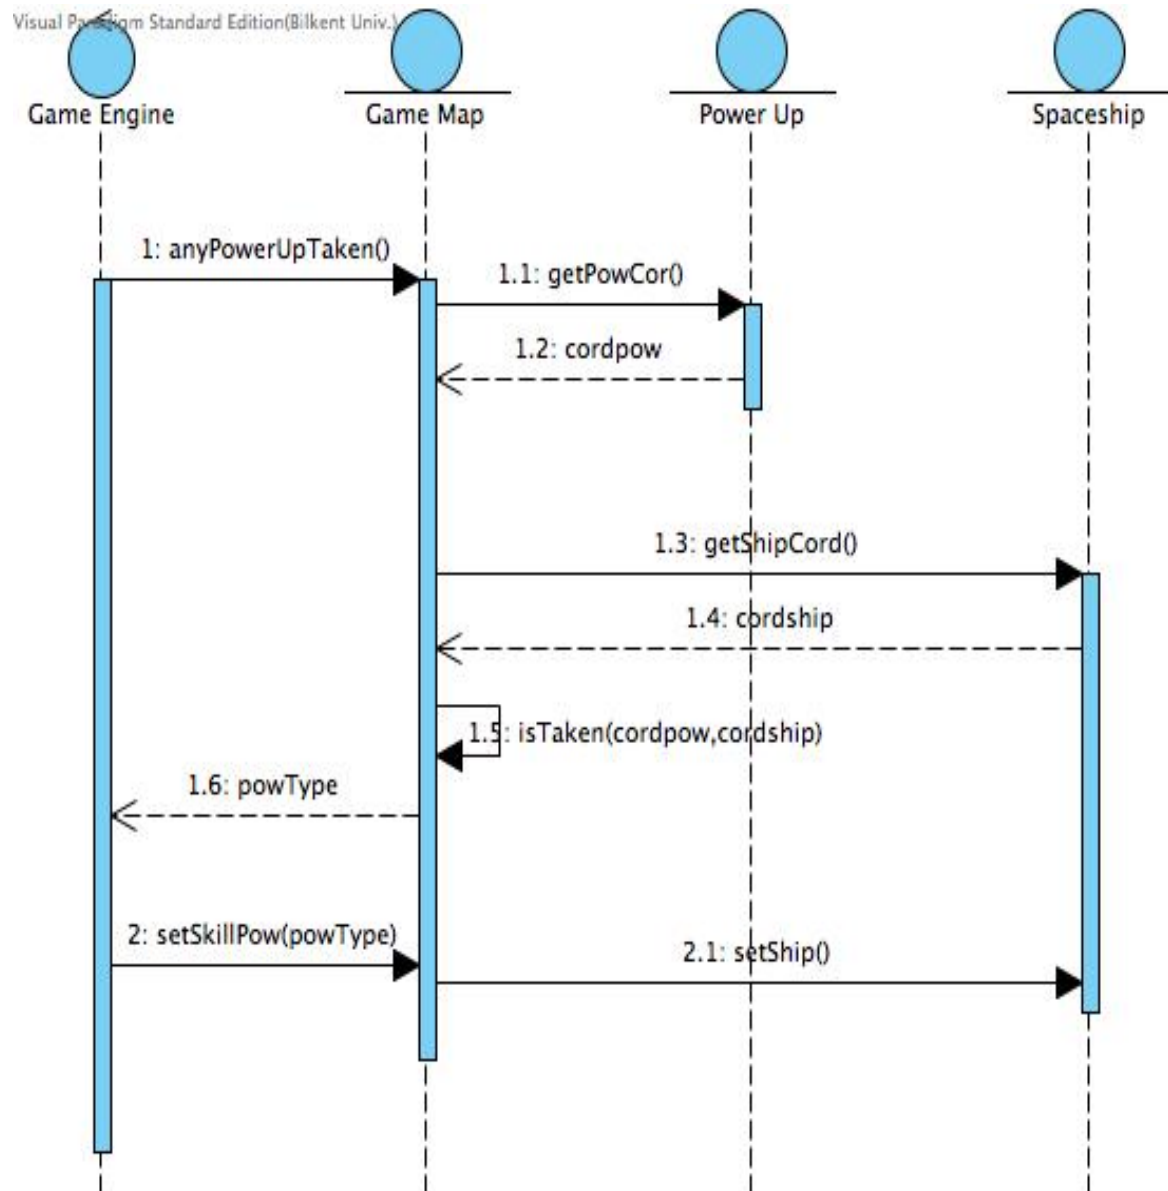 Visual Paradigm Standard Edition(Bilkent Univ.)
Game Engine
Game Map
Power Up
Spaceship
1: anyPowerUpTaken()
1.1: getPowCor()
1.2: cordpow
1.3: getShipCord()
1.4: cordship
1.5: isTaken(cordpow,cordship)
1.6: powType
2: setSkillPow(powType)
2.1: setShip()